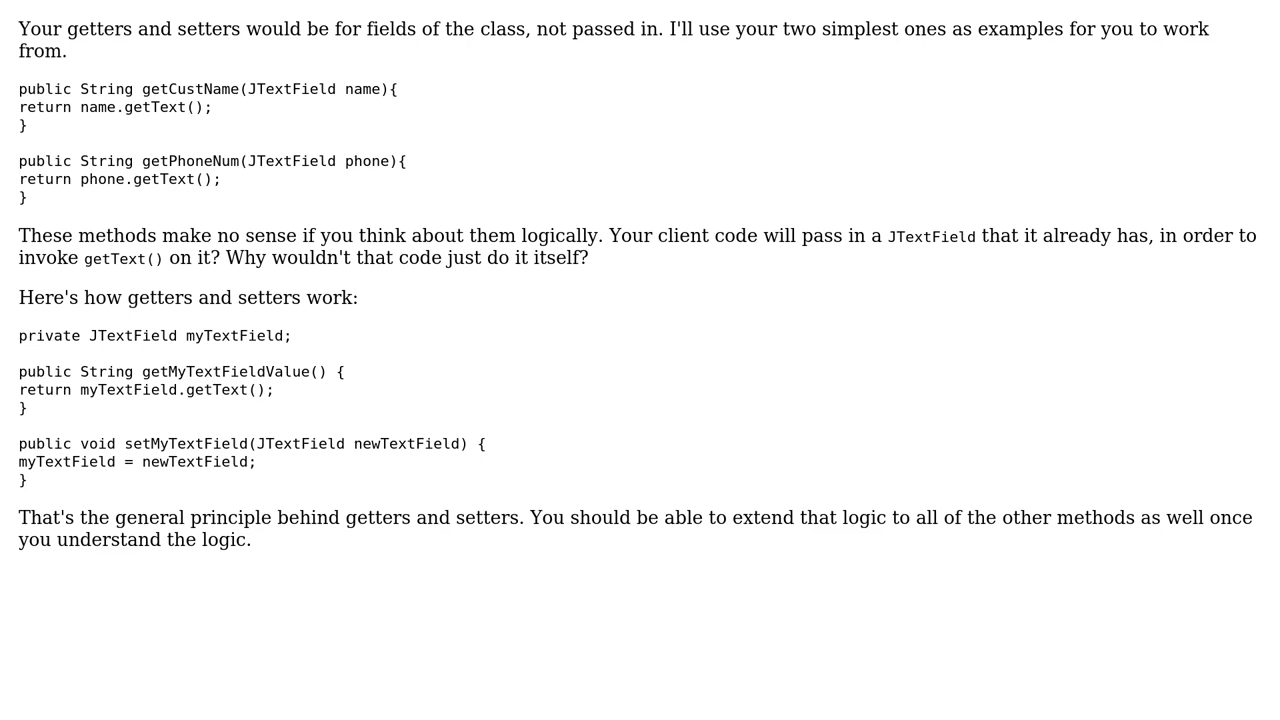 Your getters and setters would be for fields of the class, not passed in. I'll use your two simplest ones as examples for you to work
from.
public String getCustName(JTextField name){
return name.getText();
}
public String getPhoneNum(JTextField phone){
return phone.getText();
}
These methods make no sense if you think about them logically. Your client code will pass in a JTextField that it already has, in order to
invoke getText() on it? Why wouldn't that code just do it itself?
Here's how getters and setters work:
private JTextField myTextField;
public String getMyTextFieldValue() {
return myTextField.getText();
}
public void setMyTextField(JTextField newTextField) {
myTextField = newTextField;
}
That's the general principle behind getters and setters. You should be able to extend that logic to all of the other methods as well once
you understand the logic.